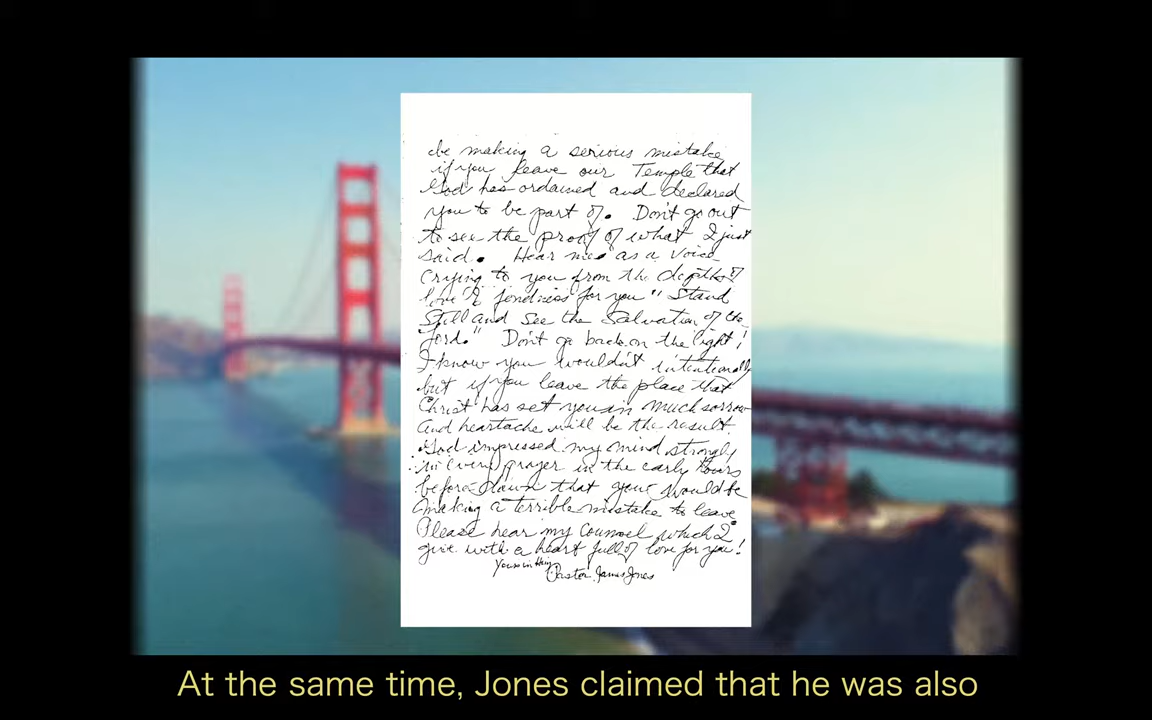 be making a serious mistake
if you leave our Temple that
God has ordained and declared
you to be part of. Don't go out
to see the proof of what I just
said. Hear me as a voice
Crying to you from the depths of
love & fondness for you "Stand
Still and see the Salvation of the
Lord." Don't go back on the light!
I know you wouldn't intentionally
but if you leave the place that
Christ has set you in much sorrow
and heartache will be the result.
God impressed my mind strongly
in prayer in the early hours
before dawn that you would be
making a terrible mistake to leave
Please hear my Counsel which I
give with a heart full of love for you!
Yours in Him,
Pastor James Jones
At the same time, Jones claimed that he was also